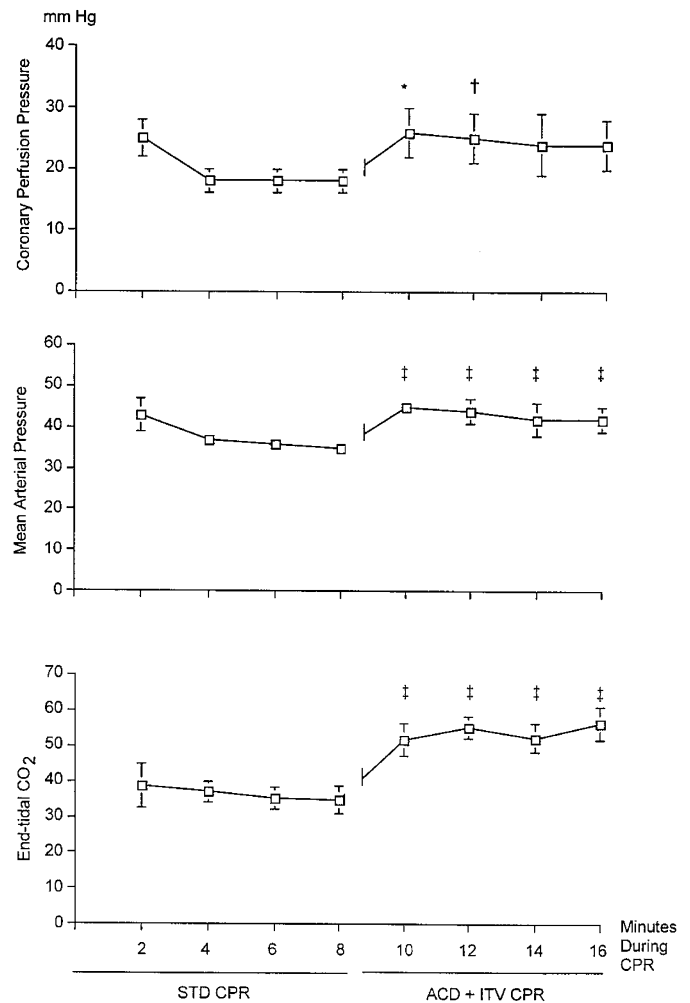 mm Hg
Coronary Perfusion Pressure
40
30
20
10
0
* †
Mean Arterial Pressure
60
50
40
30
20
10
0
‡ ‡ ‡ ‡
End-tidal CO2
70
60
50
40
30
20
10
0
‡ ‡ ‡ ‡
2 4 6 8 10 12 14 16
Minutes
During
CPR
STD CPR
ACD + ITV CPR